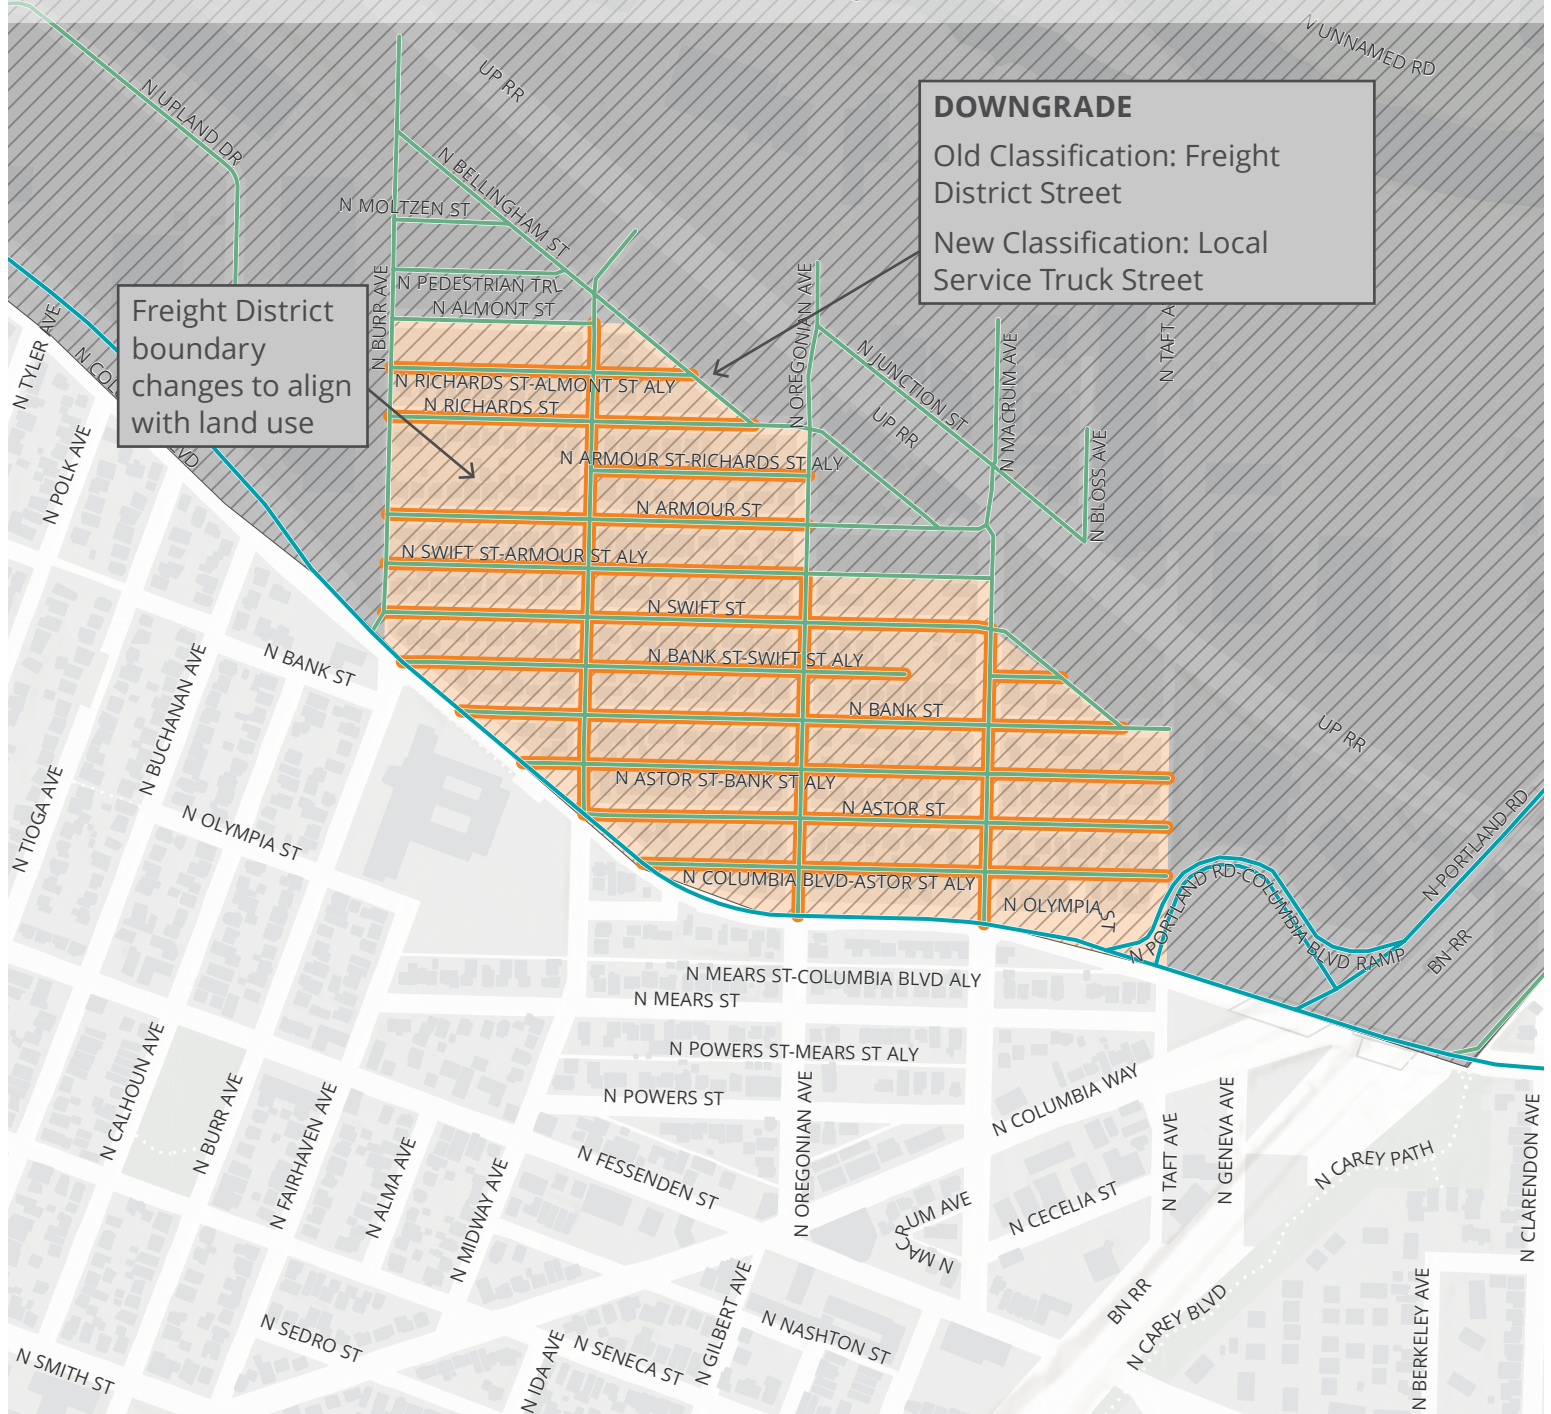 N UNNAMED RD
UP RR
N UPLAND DR
DOWNGRADE
Old Classification: Freight
District Street
New Classification: Local
Service Truck Street
N BELLINGHAM ST
N MOLTZEN ST
N PEDESTRIAN TRL
N ALMONT ST
N BURR AVE
N OREGONIAN AVE
Freight District
boundary
changes to align
with land use
N TYLER AVE
N COL
VD
N TAFT A
N JUNCTION ST
N MACRUM AVE
UP RR
N BLOSS AVE
N RICHARDS ST-ALMONT ST ALY
N RICHARDS ST
N POLK AVE
N ARMOUR ST-RICHARDS ST ALY
N ARMOUR ST
N SWIFT ST-ARMOUR ST ALY
N SWIFT ST
N BANK ST-SWIFT ST ALY
N BANK ST
N BANK ST
N BUCHANAN AVE
UP RR
N ASTOR ST-BANK ST ALY
N ASTOR ST
N TIOGA AVE
N OLYMPIA ST
N PORTLAND RD
N COLUMBIA BLVD-ASTOR ST ALY
N OLYMPIA ST
N PORTLAND RD-COLUMBIA BLVD RAMP
BN RR
N MEARS ST-COLUMBIA BLVD ALY
N MEARS ST
N POWERS ST-MEARS ST ALY
N POWERS ST
N COLUMBIA WAY
N CALHOUN AVE
N BURR AVE
N FAIRHAVEN AVE
N ALMA AVE
N MIDWAY AVE
N FESSENDEN ST
N OREGONIAN AVE
N TAFT AVE
N GENEVA AVE
N CAREY PATH
N CLARENDON AVE
N MACRUM AVE
N CECELIA ST
BN RR
N CAREY BLVD
N BERKELEY AVE
N SEDRO ST
N SMITH ST
N IDA AVE
N SENECA ST
N GILBERT AVE
N NASHTON ST